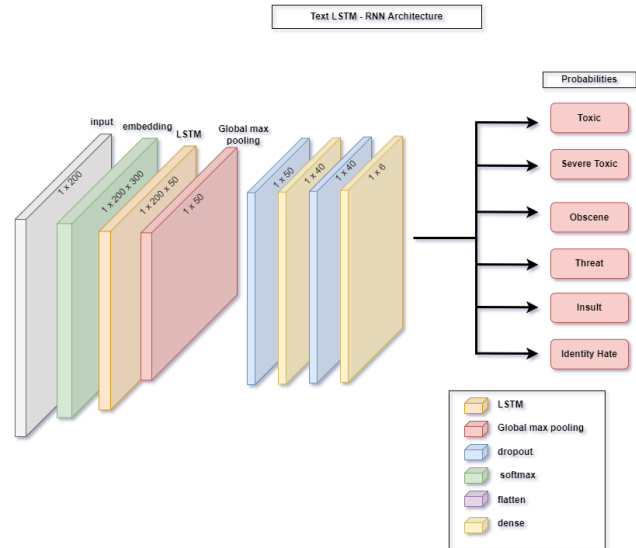 Text LSTM - RNN Architecture
Probabilities
input
embedding
LSTM
Global max
pooling
1 x 200
1 x 200 x 300
1 x 200 x 50
1 x 50
1 x 50
1 x 40
1 x 40
1 x 6
Toxic
Severe Toxic
Obscene
Threat
Insult
Identity Hate
LSTM
Global max pooling
dropout
softmax
flatten
dense